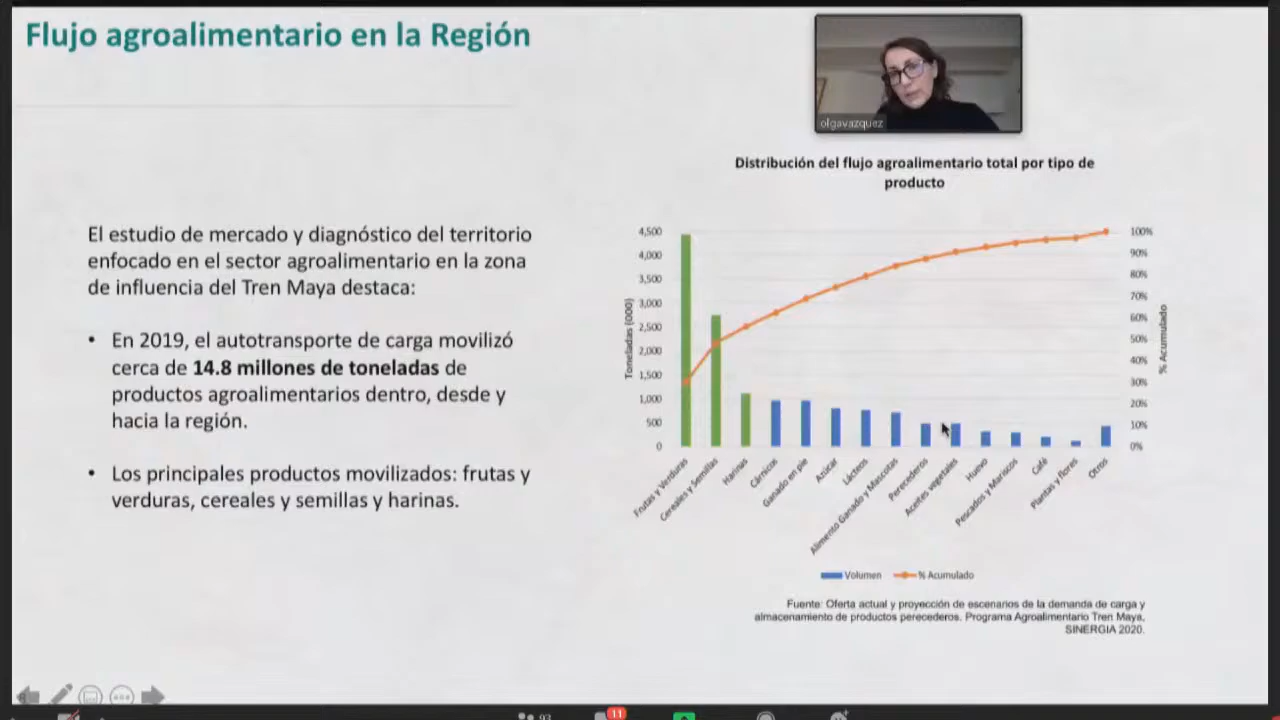 Flujo agroalimentario en la Región
olgavazquez
Distribución del flujo agroalimentario total por tipo de
producto
El estudio de mercado y diagnóstico del territorio
enfocado en el sector agroalimentario en la zona
de influencia del Tren Maya destaca:
• En 2019, el autotransporte de carga movilizó
cerca de 14.8 millones de toneladas de
productos agroalimentarios dentro, desde y
hacia la región.
• Los principales productos movilizados: frutas y
verduras, cereales y semillas y harinas.
Toneladas (000)
4,500
4,000
3,500
3,000
2,500
2,000
1,500
1,000
500
0
100%
90%
80%
70%
60%
50%
40%
30%
20%
10%
0%
% Acumulado
Frutas y Verduras
Cereales y Semillas
Harinas
Cárnicos
Ganado en pie
Azúcar
Lácteos
Alimento Ganado y Mascotas
Perecederos
Aceites vegetales
Huevo
Pescados y Mariscos
Café
Plantas y flores
Otros
Volumen
% Acumulado
Fuente: Oferta actual y proyección de escenarios de la demanda de carga y
almacenamiento de productos perecederos. Programa Agroalimentario Tren Maya,
SINERGIA 2020.
93
11